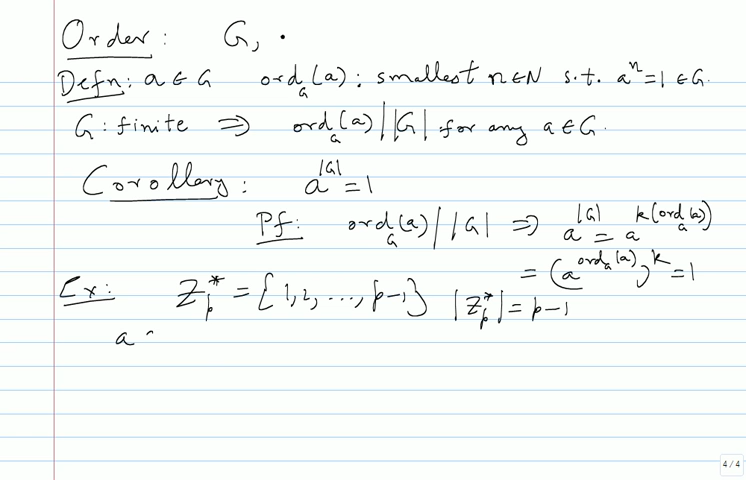 Order: G, ·
Defn: a ∈ G ord_G(a): smallest n ∈ N s.t. a^n = 1 ∈ G.
G: finite ⇒ ord_G(a) | |G| for any a ∈ G.
Corollary: a^|G| = 1
Pf: ord_G(a) | |G| ⇒ a^|G| = a^k(ord_G(a))
= (a^ord_G(a))^k = 1
Ex: Z_p^* = {1, 2, ..., p-1} |Z_p^*| = p-1
a
4 / 4